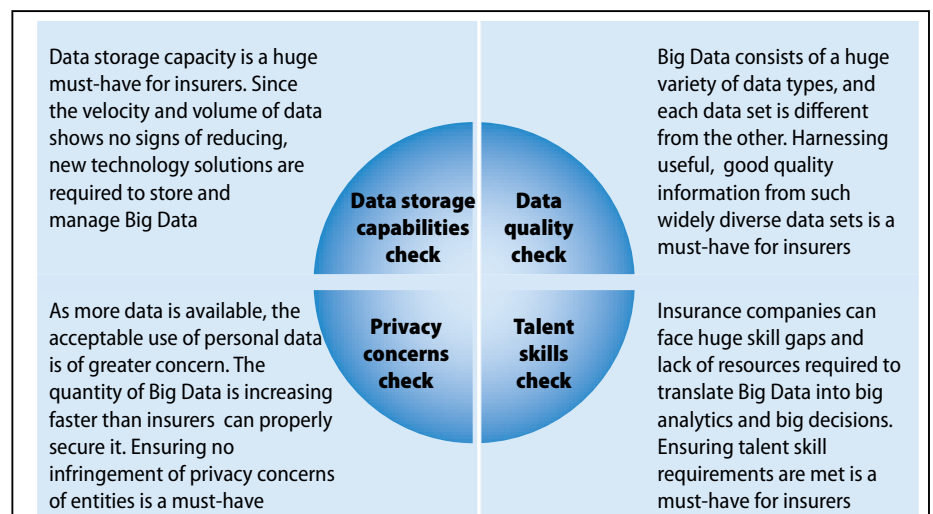 Data storage capacity is a huge
must-have for insurers. Since
the velocity and volume of data
shows no signs of reducing,
new technology solutions are
required to store and
manage Big Data
Big Data consists of a huge
variety of data types, and
each data set is different
from the other. Harnessing
useful, good quality
information from such
widely diverse data sets is a
must-have for insurers
Data storage
capabilities
check
Data
quality
check
As more data is available, the
acceptable use of personal data
is of greater concern. The
quantity of Big Data is increasing
faster than insurers can properly
secure it. Ensuring no
infringement of privacy concerns
of entities is a must-have
Privacy
concerns
check
Talent
skills
check
Insurance companies can
face huge skill gaps and
lack of resources required to
translate Big Data into big
analytics and big decisions.
Ensuring talent skill
requirements are met is a
must-have for insurers